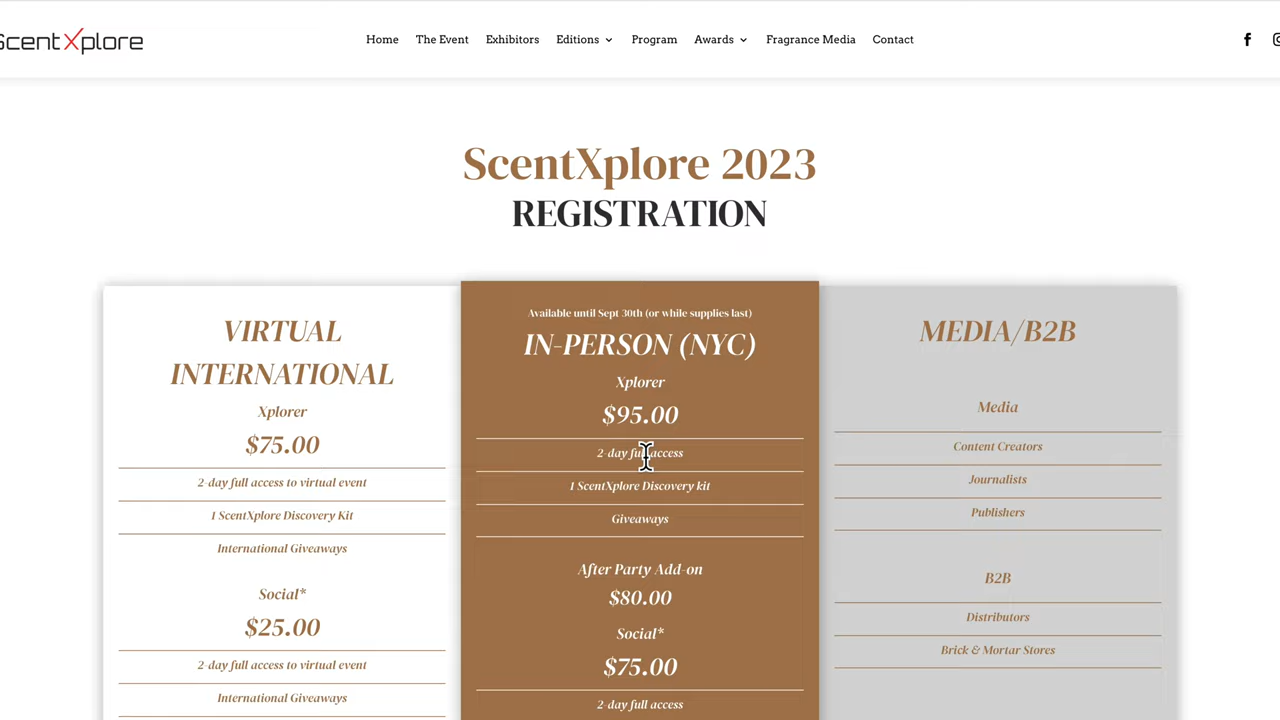 ScentXplore
Home
The Event
Exhibitors
Editions
Program
Awards
Fragrance Media
Contact
ScentXplore 2023
REGISTRATION
VIRTUAL
INTERNATIONAL
Xplorer
$75.00
2-day full access to virtual event
1 ScentXplore Discovery Kit
International Giveaways
Social*
$25.00
2-day full access to virtual event
International Giveaways
Available until Sept 30th (or while supplies last)
IN-PERSON (NYC)
Xplorer
$95.00
2-day full access
1 ScentXplore Discovery kit
Giveaways
After Party Add-on
$80.00
Social*
$75.00
2-day full access
MEDIA/B2B
Media
Content Creators
Journalists
Publishers
B2B
Distributors
Brick & Mortar Stores